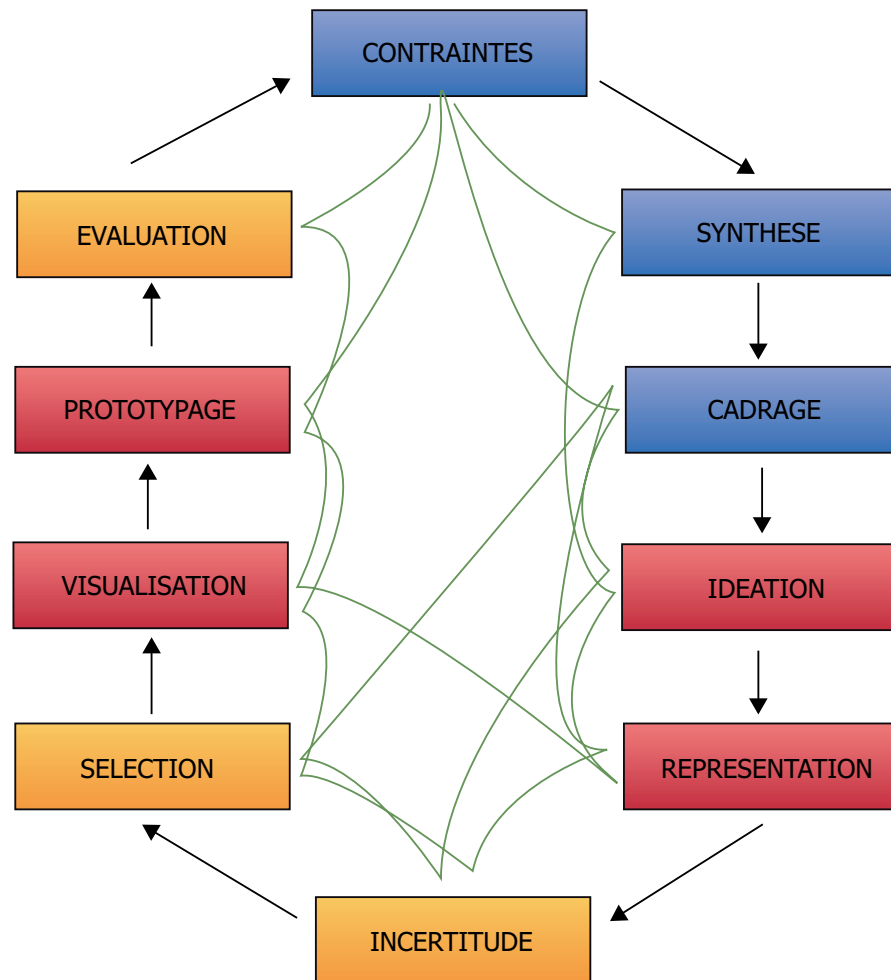 CONTRAINTES
EVALUATION
SYNTHESE
PROTOTYPAGE
CADRAGE
VISUALISATION
IDEATION
SELECTION
REPRESENTATION
INCERTITUDE